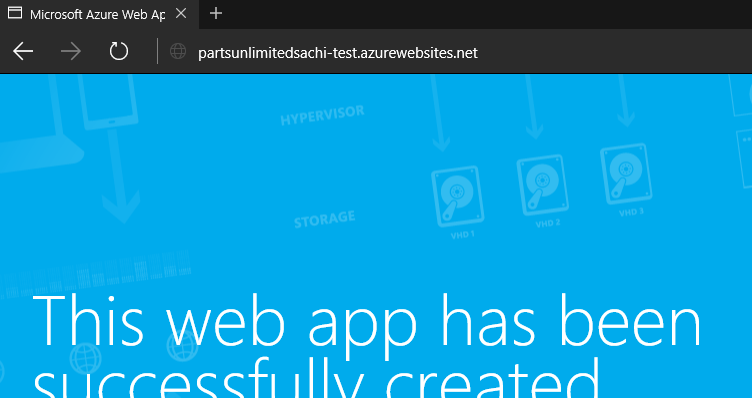 Microsoft Azure Web Ap
partsunlimitedsachi-test.azurewebsites.net
HYPERVISOR
STORAGE
VHD 1
VHD 2
VHD 3
This web app has been
successfully created